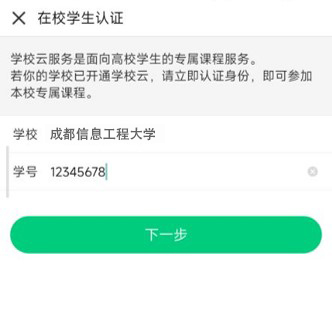 在校学生认证
学校云服务是面向高校学生的专属课程服务。
若你的学校已开通学校云，请立即认证身份，即可参加
本校专属课程。
学校 成都信息工程大学
学号 12345678
下一步